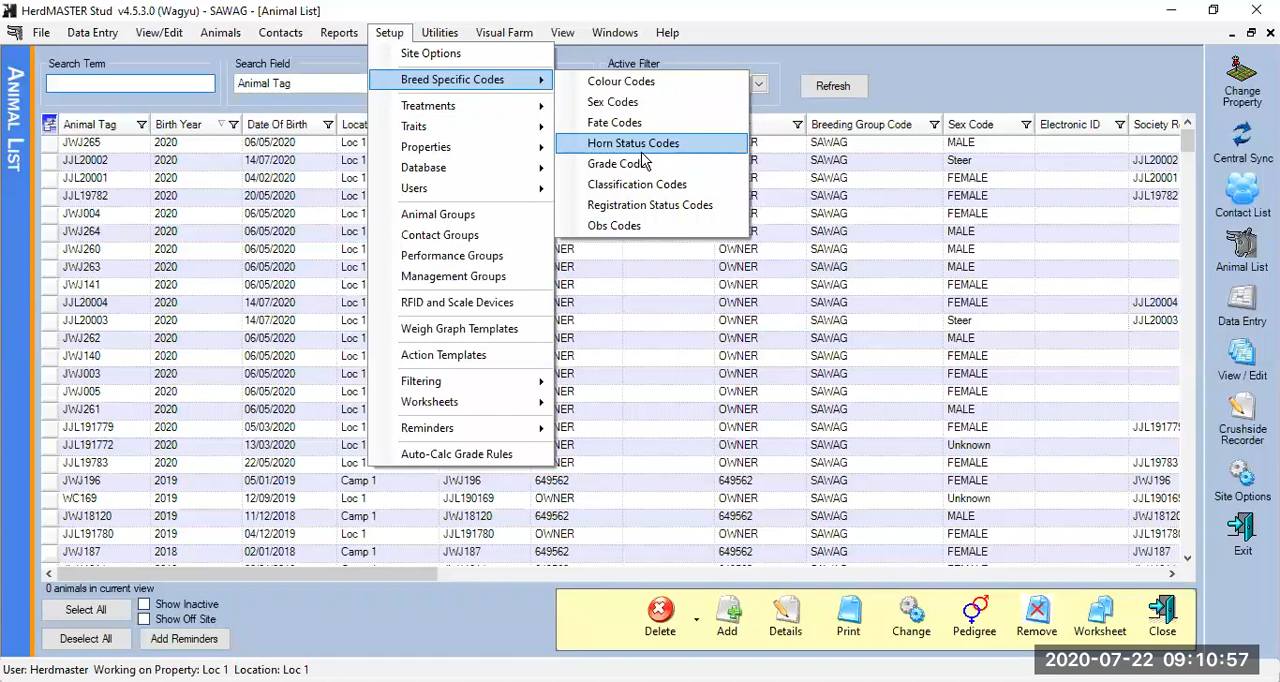 HerdMASTER Stud v4.5.3.0 (Wagyu) - SAWAG - [Animal List]
File Data Entry View/Edit Animals Contacts Reports Setup Utilities Visual Farm View Windows Help
ANIMAL LIST
Search Term
Search Field
Animal Tag
Active Filter
Refresh
Site Options
Breed Specific Codes
Treatments
Traits
Properties
Database
Users
Animal Groups
Contact Groups
Performance Groups
Management Groups
RFID and Scale Devices
Weigh Graph Templates
Action Templates
Filtering
Worksheets
Reminders
Auto-Calc Grade Rules
Colour Codes
Sex Codes
Fate Codes
Horn Status Codes
Grade Codes
Classification Codes
Registration Status Codes
Obs Codes
Animal Tag Birth Year Date Of Birth Locat Breeding Group Code Sex Code Electronic ID Society R
JWJ265 2020 06/05/2020 Loc 1 SAWAG MALE
JJL20002 2020 14/07/2020 Loc 1 SAWAG Steer JJL20002
JJL20001 2020 04/02/2020 Loc 1 SAWAG FEMALE JJL20001
JJL19782 2020 20/05/2020 Loc 1 SAWAG FEMALE JJL19782
JWJ004 2020 06/05/2020 Loc 1 SAWAG FEMALE
JWJ264 2020 06/05/2020 Loc 1 SAWAG FEMALE
JWJ260 2020 06/05/2020 Loc 1 NER OWNER SAWAG FEMALE
JWJ263 2020 06/05/2020 Loc 1 NER OWNER SAWAG FEMALE
JWJ141 2020 06/05/2020 Loc 1 NER OWNER SAWAG FEMALE
JJL20004 2020 14/07/2020 Loc 1 NER OWNER SAWAG FEMALE JJL20004
JJL20003 2020 14/07/2020 Loc 1 NER OWNER SAWAG Steer JJL20003
JWJ262 2020 06/05/2020 Loc 1 NER OWNER SAWAG MALE
JWJ140 2020 06/05/2020 Loc 1 NER OWNER SAWAG FEMALE
JWJ003 2020 06/05/2020 Loc 1 NER OWNER SAWAG FEMALE
JWJ005 2020 06/05/2020 Loc 1 NER OWNER SAWAG FEMALE
JWJ261 2020 06/05/2020 Loc 1 NER OWNER SAWAG MALE
JJL191779 2020 05/03/2020 Loc 1 NER OWNER SAWAG FEMALE JJL191779
JJL191772 2020 13/03/2020 Loc 1 NER OWNER SAWAG Unknown
JJL19783 2020 22/05/2020 Loc 1 NER OWNER SAWAG FEMALE JJL19783
JWJ196 2019 05/01/2019 Camp 1 JWJ196 649562 649562 SAWAG FEMALE JWJ196
WC169 2019 12/09/2019 Loc 1 JJL190169 OWNER OWNER SAWAG Unknown JJL190169
JWJ18120 2019 11/12/2018 Camp 1 JWJ18120 649562 649562 SAWAG MALE JWJ18120
JJL191780 2019 04/12/2019 Loc 1 JJL191780 OWNER OWNER SAWAG FEMALE JJL191780
JWJ187 2018 02/01/2018 Camp 1 JWJ187 649562 649562 SAWAG FEMALE JWJ187
0 animals in current view
Select All
Show Inactive
Show Off Site
Deselect All
Add Reminders
Delete Add Details Print Change Pedigree Remove Worksheet Close
Change
Property
Central Sync
Contact List
Animal List
Data Entry
View / Edit
Crushside
Recorder
Site Options
Exit
User: Herdmaster Working on Property: Loc 1 Location: Loc 1
2020-07-22 09:10:57